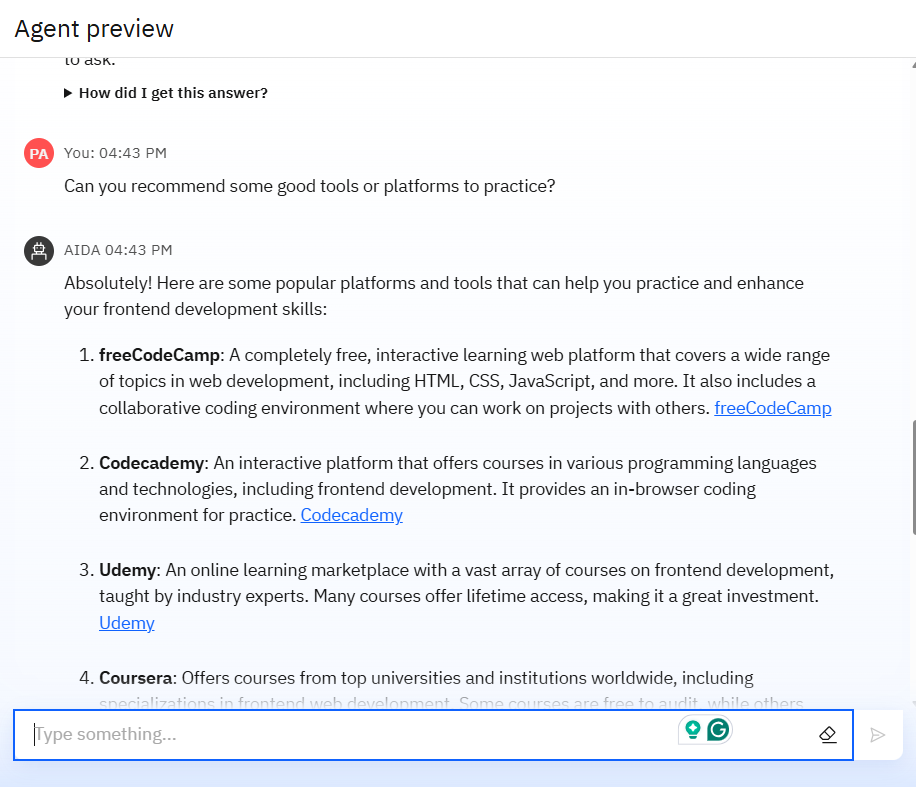 Agent preview
to ask.
▶ How did I get this answer?
PA
You: 04:43 PM
Can you recommend some good tools or platforms to practice?
AIDA 04:43 PM
Absolutely! Here are some popular platforms and tools that can help you practice and enhance
your frontend development skills:
1. freeCodeCamp: A completely free, interactive learning web platform that covers a wide range
of topics in web development, including HTML, CSS, JavaScript, and more. It also includes a
collaborative coding environment where you can work on projects with others. freeCodeCamp
2. Codecademy: An interactive platform that offers courses in various programming languages
and technologies, including frontend development. It provides an in-browser coding
environment for practice. Codecademy
3. Udemy: An online learning marketplace with a vast array of courses on frontend development,
taught by industry experts. Many courses offer lifetime access, making it a great investment.
Udemy
4. Coursera: Offers courses from top universities and institutions worldwide, including
specializations in frontend web development. Some courses are free to audit, while others
Type something...